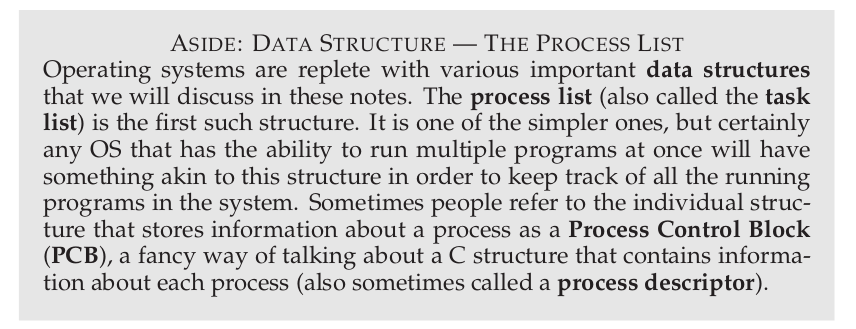 ASIDE: DATA STRUCTURE — THE PROCESS LIST
Operating systems are replete with various important data structures
that we will discuss in these notes. The process list (also called the task
list) is the first such structure. It is one of the simpler ones, but certainly
any OS that has the ability to run multiple programs at once will have
something akin to this structure in order to keep track of all the running
programs in the system. Sometimes people refer to the individual struc-
ture that stores information about a process as a Process Control Block
(PCB), a fancy way of talking about a C structure that contains informa-
tion about each process (also sometimes called a process descriptor).